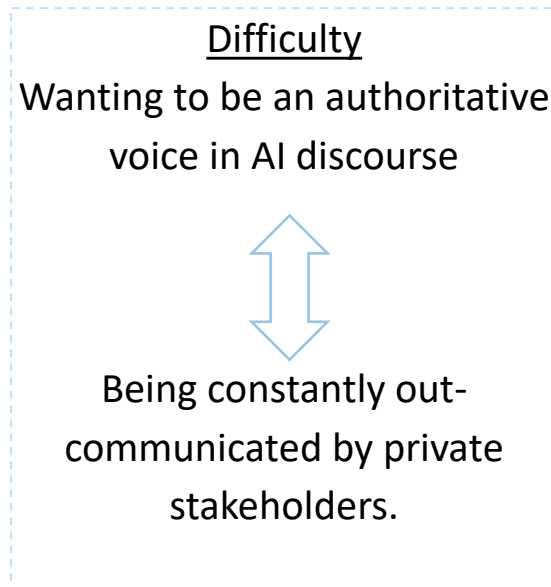 Difficulty
Wanting to be an authoritative
voice in AI discourse
Being constantly out-
communicated by private
stakeholders.